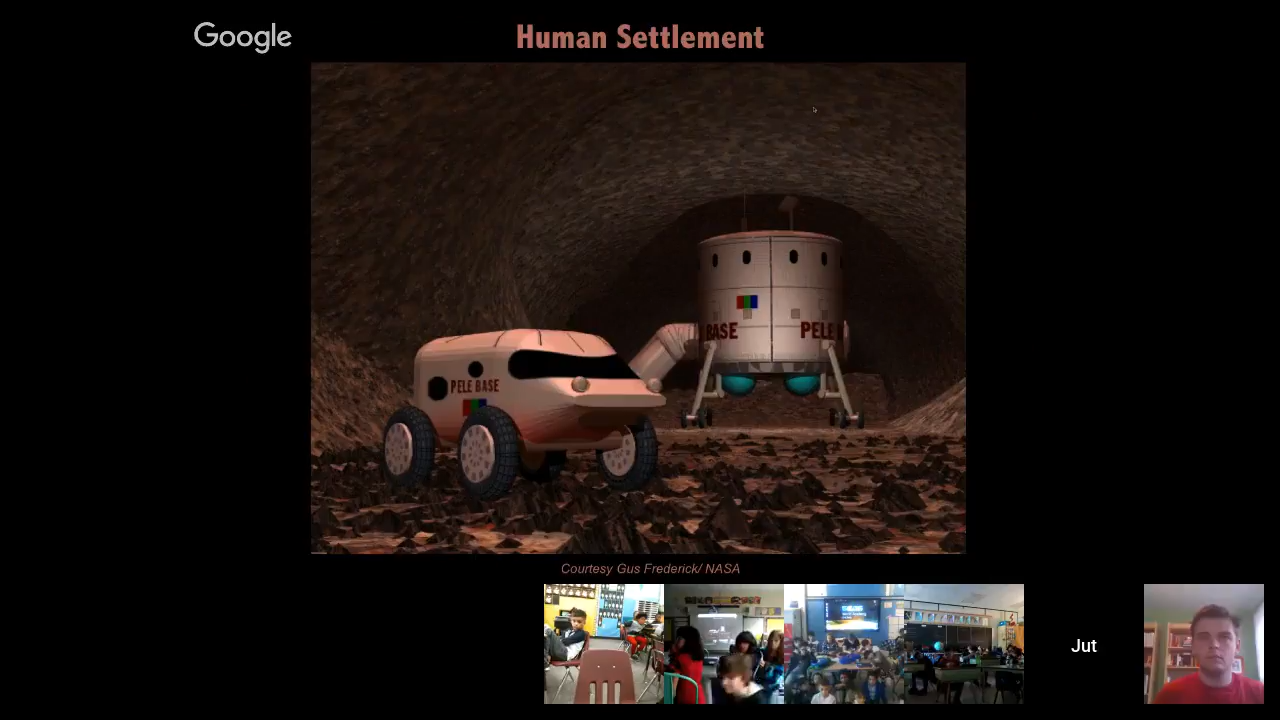 Google
Human Settlement
BASE
PELE
PELE BASE
Courtesy Gus Frederick/ NASA
Jut